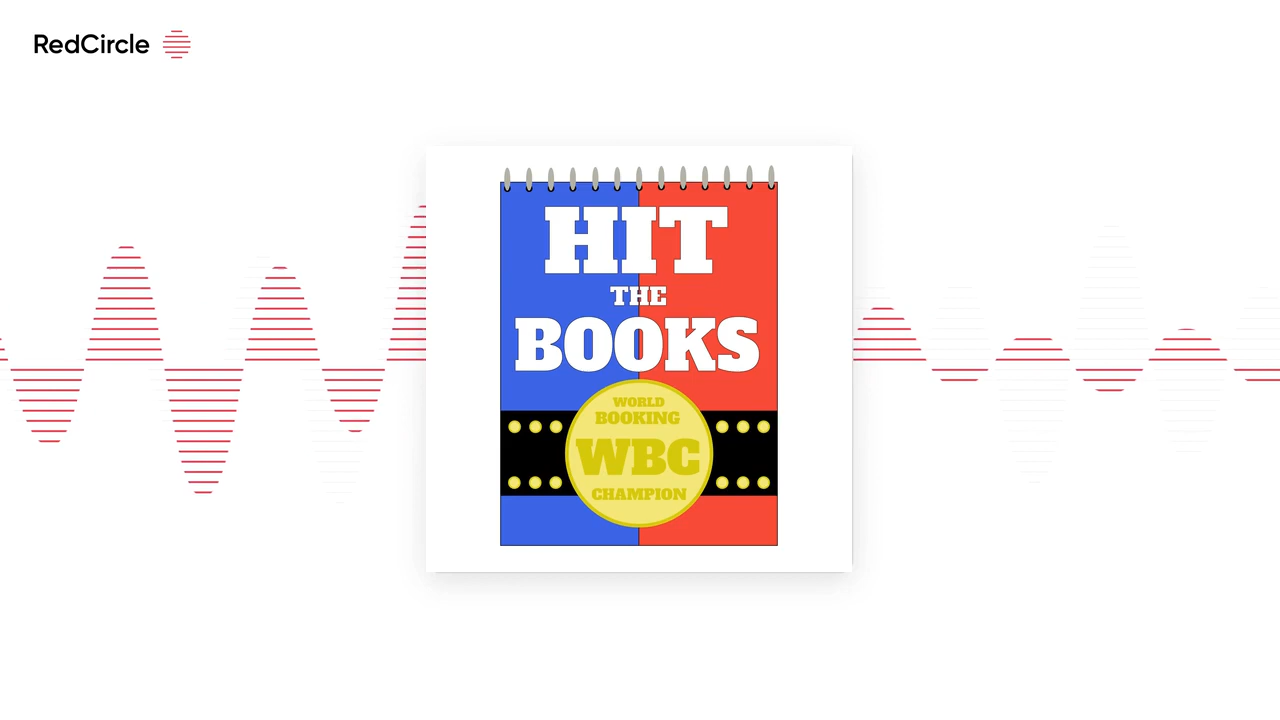 RedCircle
HIT
THE
BOOKS
WORLD
BOOKING
WBC
CHAMPION